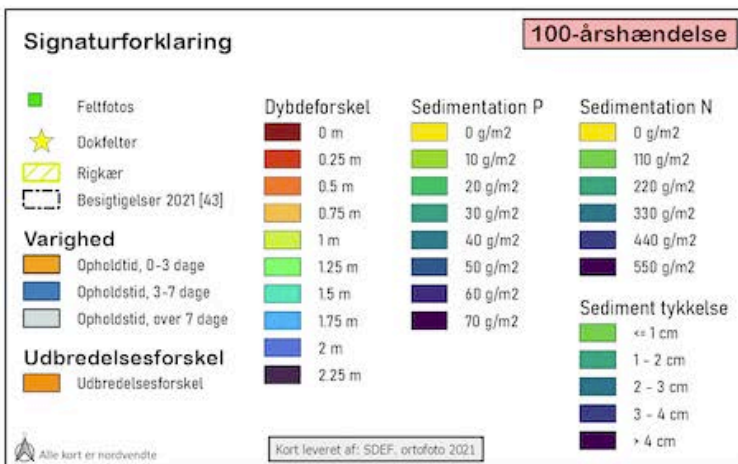 Signaturforklaring
100-årshændelse
Feltfotos
Dokfelter
Rigkær
Besigtigelser 2021 [43]
Varighed
Opholdtid, 0-3 dage
Opholdstid, 3-7 dage
Opholdstid, over 7 dage
Udbredelsesforskel
Udbredelsesforskel
Alle kort er nordvendte
Dybdeforskel
0 m
0.25 m
0.5 m
0.75 m
1 m
1.25 m
1.5 m
1.75 m
2 m
2.25 m
Sedimentation P
0 g/m2
10 g/m2
20 g/m2
30 g/m2
40 g/m2
50 g/m2
60 g/m2
70 g/m2
Sedimentation N
0 g/m2
110 g/m2
220 g/m2
330 g/m2
440 g/m2
550 g/m2
Sediment tykkelse
<= 1 cm
1 - 2 cm
2 - 3 cm
3 - 4 cm
> 4 cm
Kort leveret af: SDEF, ortofoto 2021